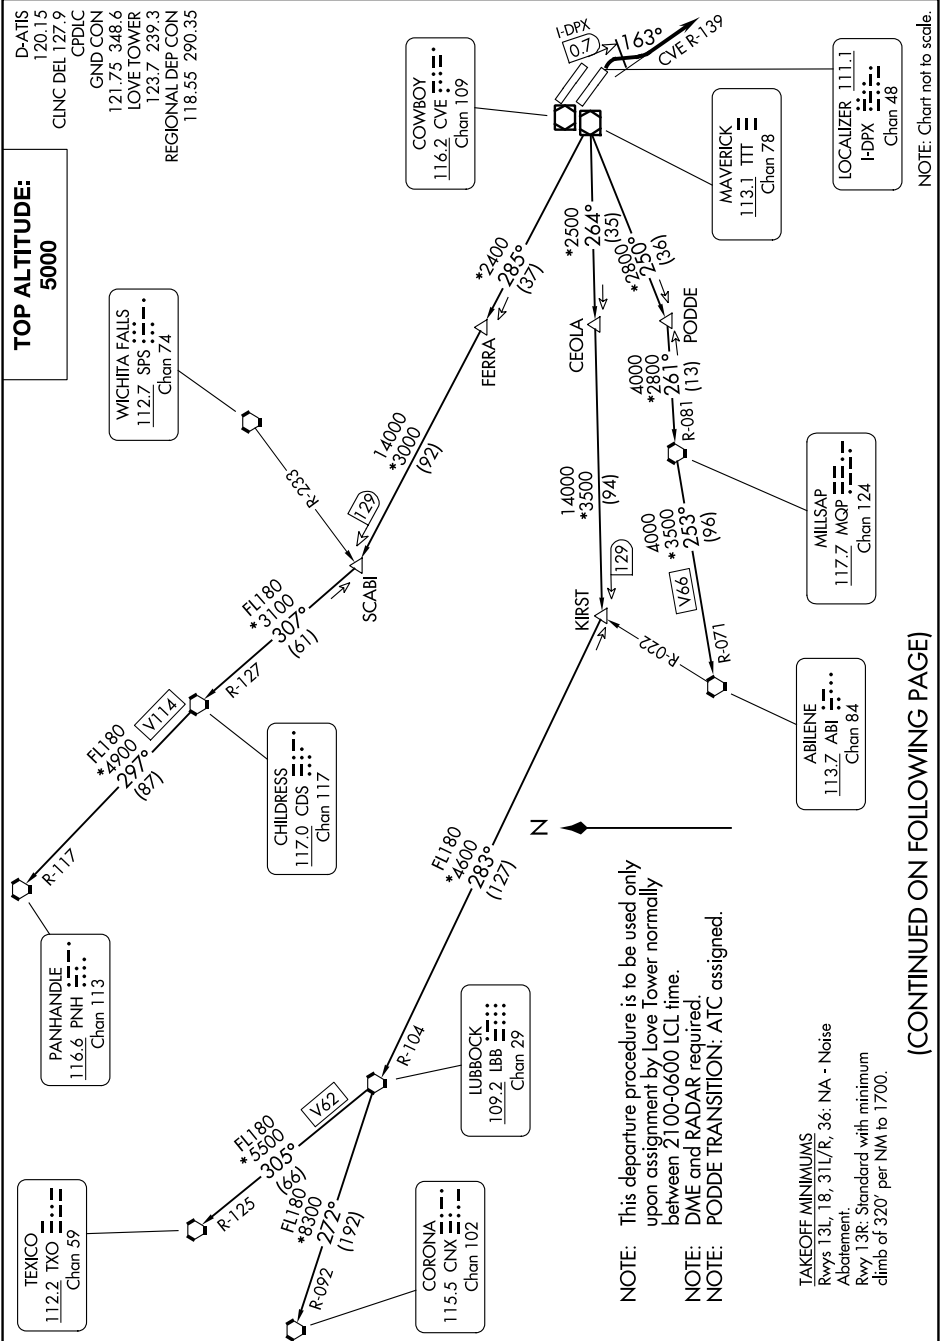 D-ATIS
120.15
CLNC DEL 127.9
CPDLC
GND CON
121.75 348.6
LOVE TOWER
123.7 239.3
REGIONAL DEP CON
118.55 290.35
TOP ALTITUDE:
5000
COWBOY
116.2 CVE
Chan 109
I-DPX
0.7
163°
CVE R-139
LOCALIZER 111.1
I-DPX
Chan 48
MAVERICK
113.1 TTT
Chan 78
NOTE: Chart not to scale.
WICHITA FALLS
112.7 SPS
Chan 74
R-233
*2400
285°
(37)
FERRA
*2500
264°
(35)
CEOLA
*2800
250°
(36)
PODDE
14000
*3000
(92)
129
SCABI
14000
*3500
(94)
129
KIRST
4000
*2800
261°
(13)
R-081
MILLSAP
117.7 MQP
Chan 124
4000
*3500
253°
(96)
V66
R-071
R-022
ABILENE
113.7 ABI
Chan 84
FL180
*3100
307°
(61)
R-127
CHILDRESS
117.0 CDS
Chan 117
FL180
*4900
297°
(87)
V114
R-117
PANHANDLE
116.6 PNH
Chan 113
N
FL180
*4600
283°
(127)
R-104
LUBBOCK
109.2 LBB
Chan 29
FL180
*5500
305°
(66)
V62
R-125
TEXICO
112.2 TXO
Chan 59
FL180
*8300
272°
(192)
R-092
CORONA
115.5 CNX
Chan 102
NOTE: This departure procedure is to be used only
upon assignment by Love Tower normally
between 2100-0600 LCL time.
NOTE: DME and RADAR required.
NOTE: PODDE TRANSITION: ATC assigned.
TAKEOFF MINIMUMS
Rwys 13L, 18, 31L/R, 36: NA - Noise
Abatement.
Rwy 13R: Standard with minimum
climb of 320' per NM to 1700.
(CONTINUED ON FOLLOWING PAGE)